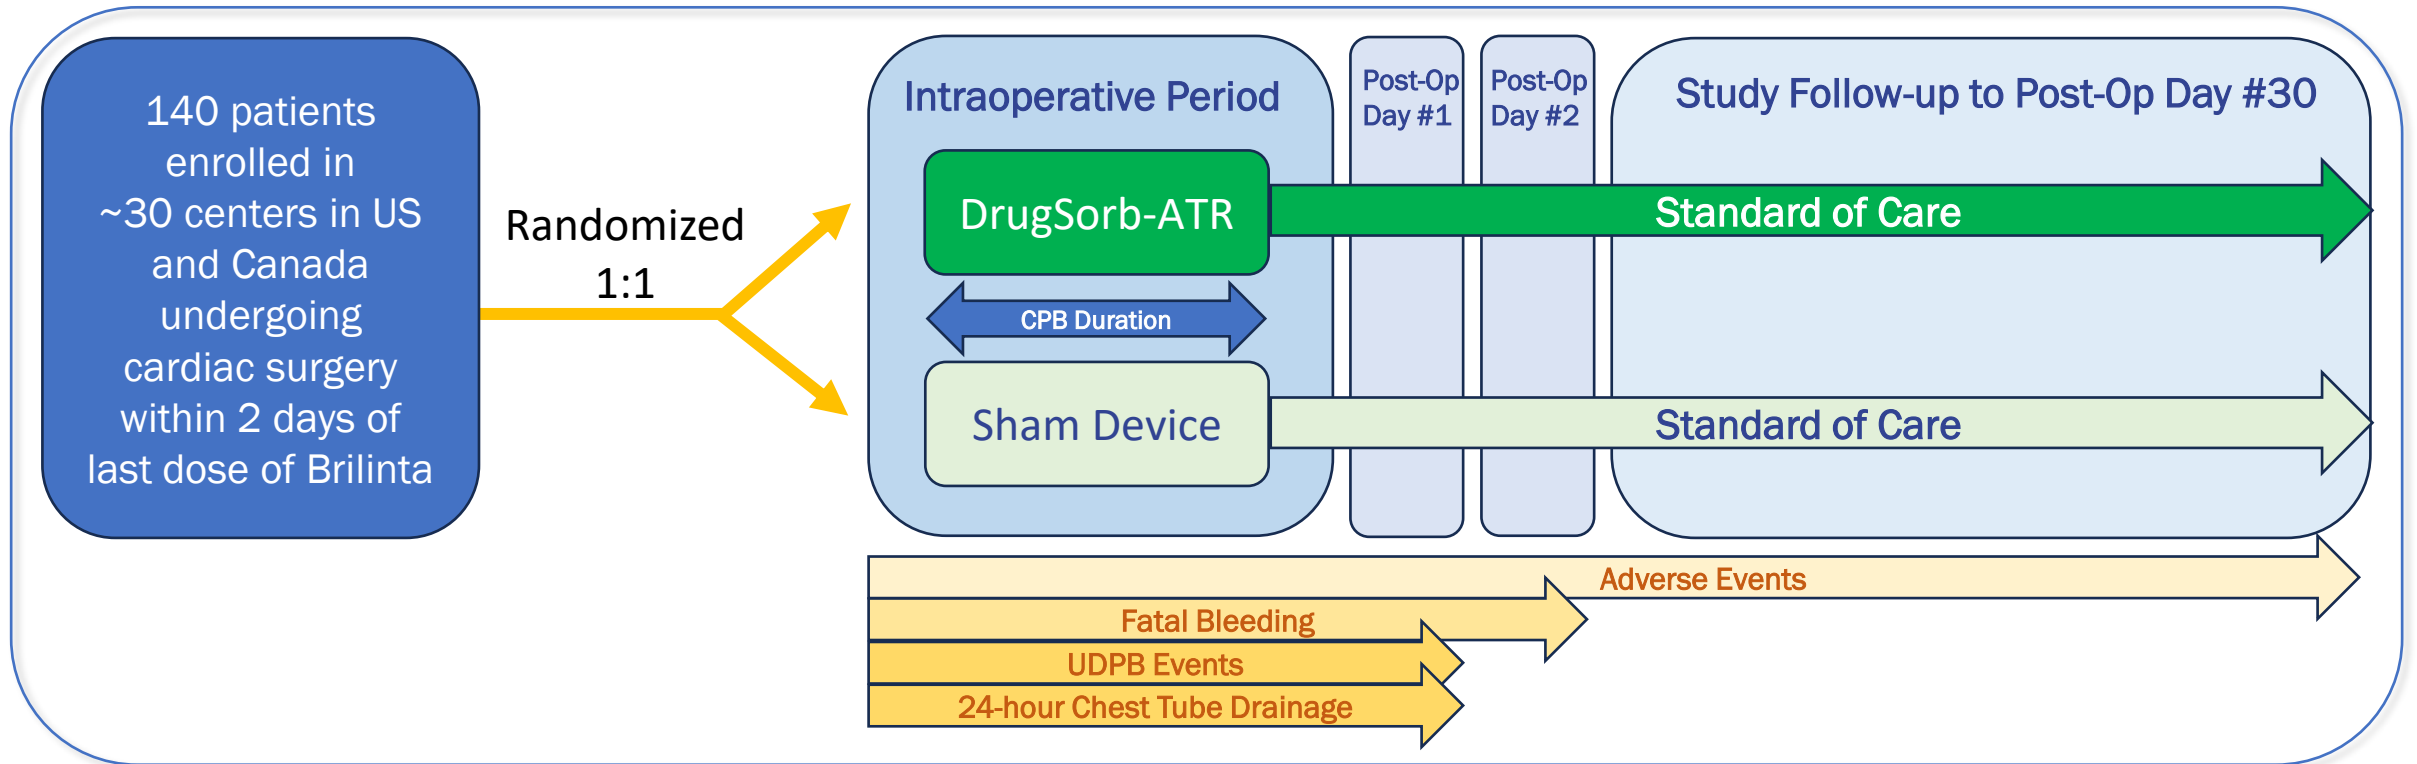 140 patients
enrolled in
~30 centers in US
and Canada
undergoing
cardiac surgery
within 2 days of
last dose of Brilinta
Randomized
1:1
Intraoperative Period
DrugSorb-ATR
CPB Duration
Sham Device
Post-Op
Day #1
Post-Op
Day #2
Study Follow-up to Post-Op Day #30
Standard of Care
Standard of Care
Adverse Events
Fatal Bleeding
UDPB Events
24-hour Chest Tube Drainage